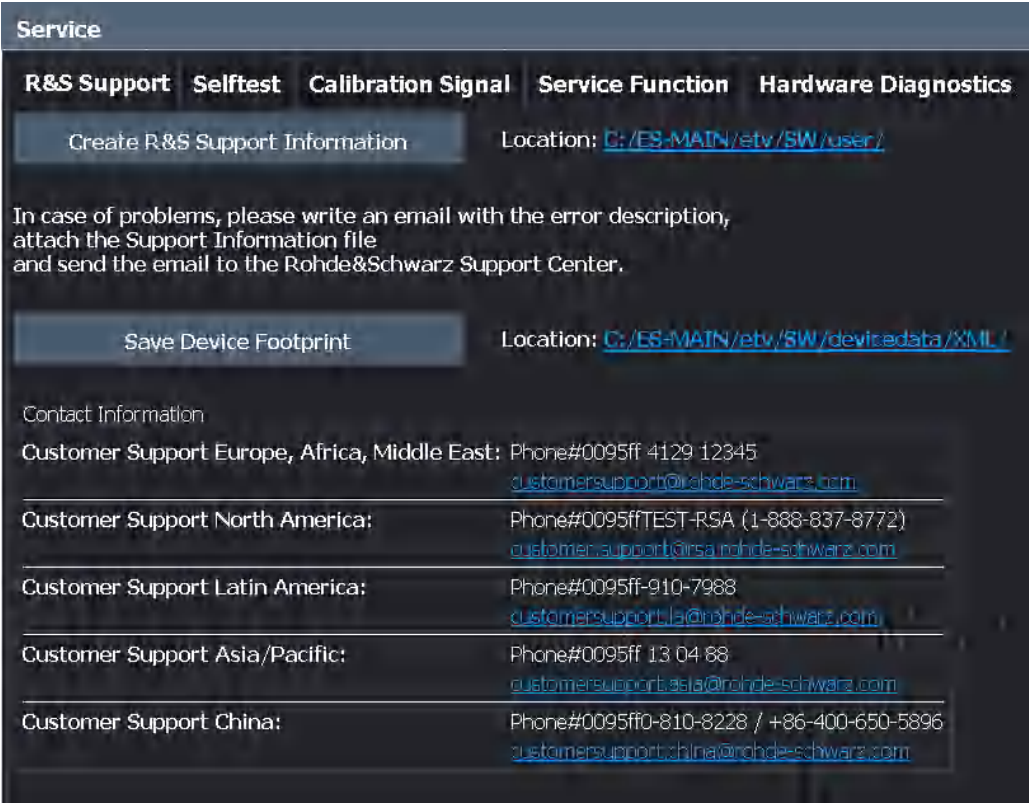 Service
R&S Support Selftest Calibration Signal Service Function Hardware Diagnostics
Create R&S Support Information Location: C:/ES-MAIN/etv/SW/user/
In case of problems, please write an email with the error description,
attach the Support Information file
and send the email to the Rohde&Schwarz Support Center.
Save Device Footprint Location: C:/ES-MAIN/etv/SW/devicedata/XML/
Contact Information
Customer Support Europe, Africa, Middle East: Phone#0095ff 4129 12345
customersupport@rohde-schwarz.com
Customer Support North America: Phone#0095ffTEST-RSA (1-888-837-8772)
customer.support@rsa.rohde-schwarz.com
Customer Support Latin America: Phone#0095ff-910-7988
customersupport.la@rohde-schwarz.com
Customer Support Asia/Pacific: Phone#0095ff 13 04 88
customersupport.asia@rohde-schwarz.com
Customer Support China: Phone#0095ff0-810-8228 / +86-400-650-5896
customersupport.china@rohde-schwarz.com